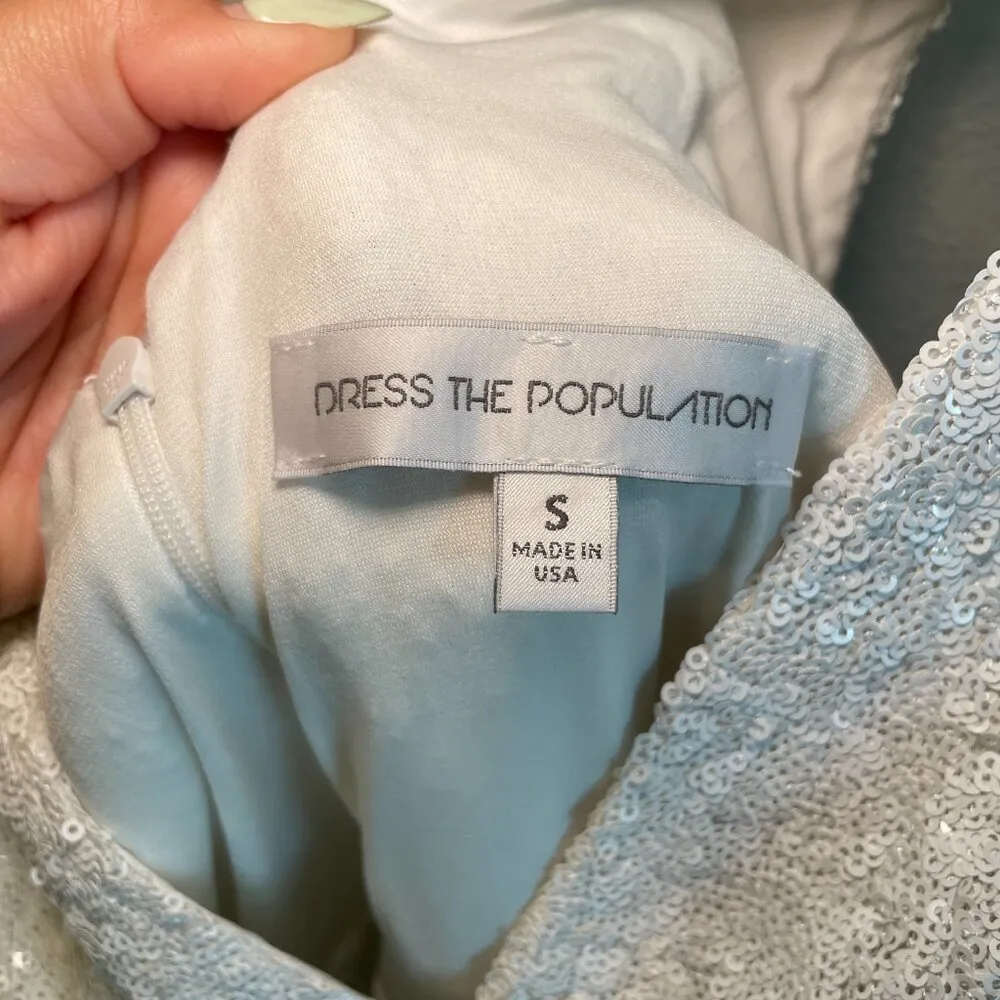 DRESS THE POPULATION
S
MADE IN
USA